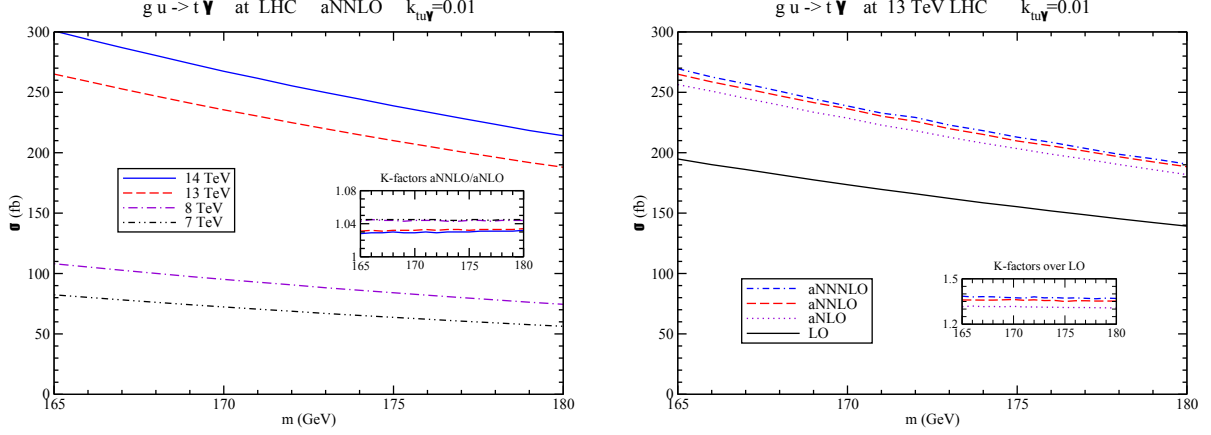 g u -> t γ at LHC aNNLO k_tuγ=0.01
300
250
200
150
100
50
0
σ (fb)
14 TeV
13 TeV
8 TeV
7 TeV
K-factors aNNLO/aNLO
1.08
1.04
1
165 170 175 180
165 170 175 180
m (GeV)
g u -> t γ at 13 TeV LHC k_tuγ=0.01
300
250
200
150
100
50
0
σ (fb)
aNNNLO
aNNLO
aNLO
LO
K-factors over LO
1.5
1.2
165 170 175 180
165 170 175 180
m (GeV)